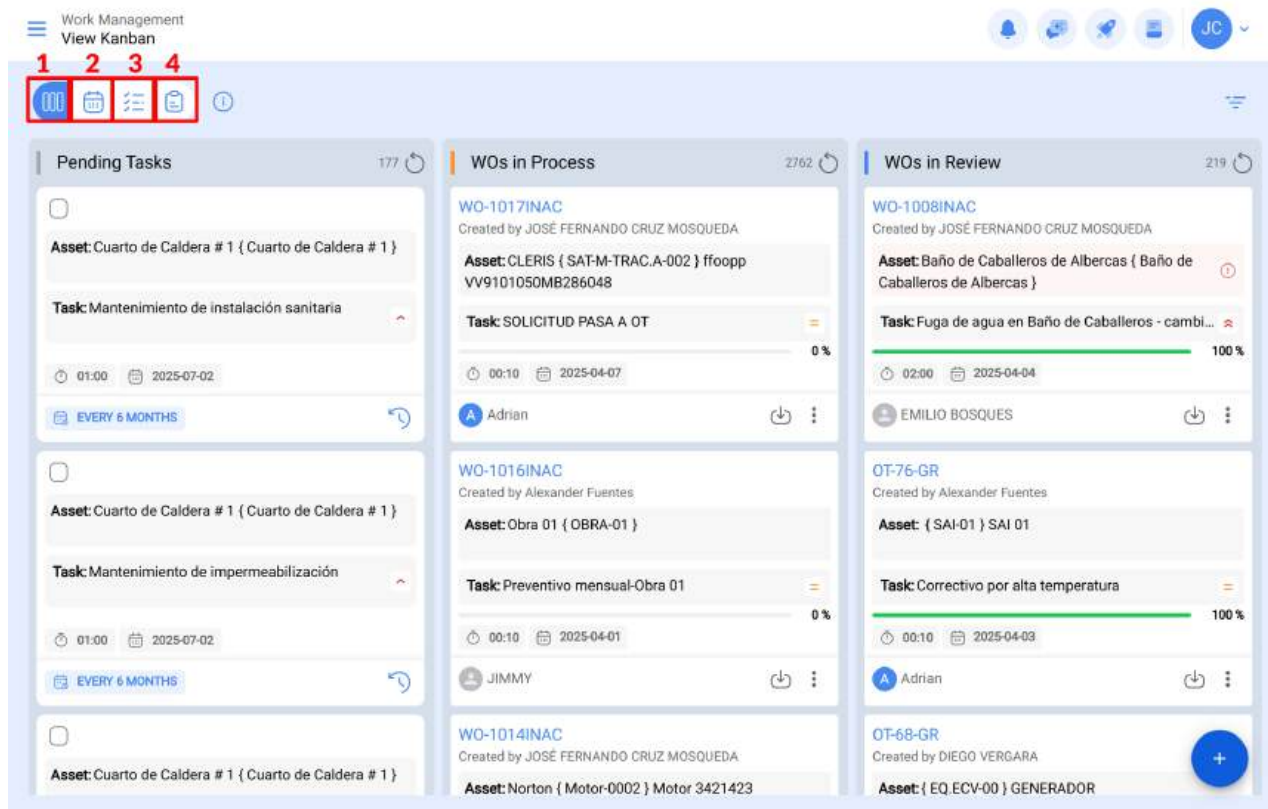 Work Management
View Kanban
JC
1 2 3 4
Pending Tasks 177
Asset: Cuarto de Caldera # 1 { Cuarto de Caldera # 1 }
Task: Mantenimiento de instalación sanitaria
01:00 2025-07-02
EVERY 6 MONTHS
Asset: Cuarto de Caldera # 1 { Cuarto de Caldera # 1 }
Task: Mantenimiento de impermeabilización
01:00 2025-07-02
EVERY 6 MONTHS
Asset: Cuarto de Caldera # 1 { Cuarto de Caldera # 1 }
WOs in Process 2762
WO-1017INAC
Created by JOSÉ FERNANDO CRUZ MOSQUEDA
Asset: CLERIS { SAT-M-TRAC.A-002 } ffoopp
VV9101050MB286048
Task: SOLICITUD PASA A OT
0 %
00:10 2025-04-07
A Adrian
WO-1016INAC
Created by Alexander Fuentes
Asset: Obra 01 { OBRA-01 }
Task: Preventivo mensual-Obra 01
0 %
00:10 2025-04-01
JIMMY
WO-1014INAC
Created by JOSÉ FERNANDO CRUZ MOSQUEDA
Asset: Norton { Motor-0002 } Motor 3421423
WOs in Review 219
WO-1008INAC
Created by JOSÉ FERNANDO CRUZ MOSQUEDA
Asset: Baño de Caballeros de Albercas { Baño de
Caballeros de Albercas }
Task: Fuga de agua en Baño de Caballeros - cambi...
100 %
02:00 2025-04-04
EMILIO BOSQUES
OT-76-GR
Created by Alexander Fuentes
Asset: { SAI-01 } SAI 01
Task: Correctivo por alta temperatura
100 %
00:10 2025-04-03
A Adrian
OT-68-GR
Created by DIEGO VERGARA
Asset: { EQ.ECV-00 } GENERADOR
+